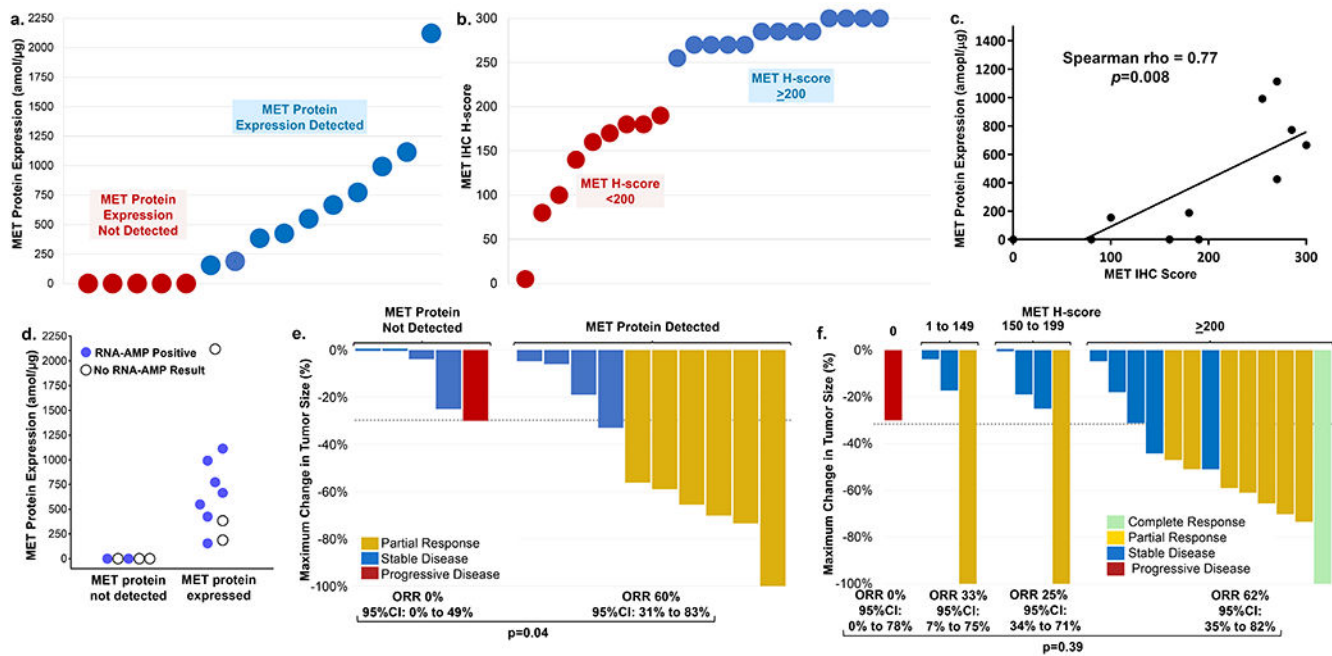 a.
MET Protein Expression (amol/µg)
2250
2000
1750
1500
1250
1000
750
500
250
0
MET Protein
Expression Detected
MET Protein
Expression
Not Detected
b.
MET IHC H-score
300
250
200
150
100
50
0
MET H-score
≥200
MET H-score
<200
c.
MET Protein Expression (amopl/µg)
1400
1200
1000
800
600
400
200
0
Spearman rho = 0.77
p=0.008
0
100
200
300
MET IHC Score
d.
MET Protein Expression (amol/µg)
2250
2000
1750
1500
1250
1000
750
500
250
0
RNA-AMP Positive
No RNA-AMP Result
MET protein
not detected
MET protein
expressed
e.
MET Protein
Not Detected
MET Protein Detected
Maximum Change in Tumor Size (%)
0%
-20%
-40%
-60%
-80%
-100%
Partial Response
Stable Disease
Progressive Disease
ORR 0%
95%CI: 0% to 49%
ORR 60%
95%CI: 31% to 83%
p=0.04
f.
MET H-score
0
1 to 149
150 to 199
≥200
Maximum Change in Tumor Size (%)
0%
-20%
-40%
-60%
-80%
-100%
Complete Response
Partial Response
Stable Disease
Progressive Disease
ORR 0%
95%CI:
0% to 78%
ORR 33%
95%CI:
7% to 75%
ORR 25%
95%CI:
34% to 71%
ORR 62%
95%CI:
35% to 82%
p=0.39